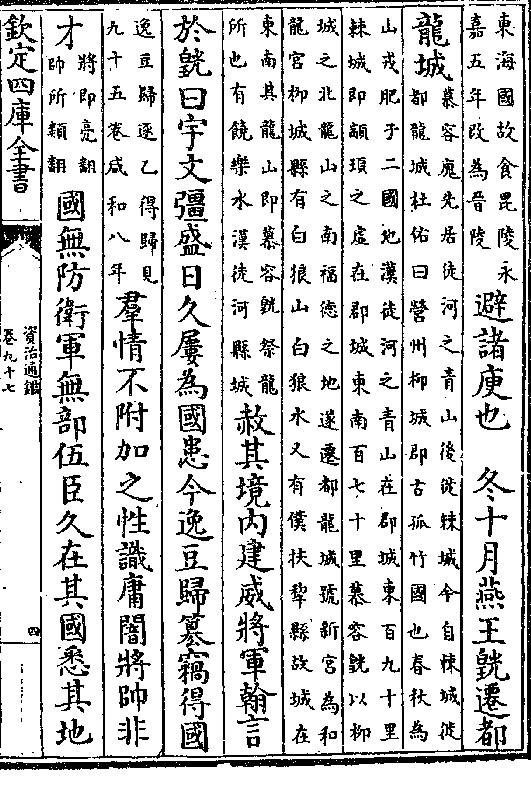 東海國故食毘陵永
嘉五年改為晉陵
避諸庾也　冬十月燕王皝遷都
龍城
慕容廆先居徒河之青山後徙棘城今自棘城徙
都龍城杜佑曰營州柳城郡古孤竹國也春秋為
山戎肥于二國地漢徒河之青山在郡城東百九十里
棘城即顓頊之虛在郡城東南百七十里慕容皝以柳
城之北龍山之南福德之地遂遷都龍城號新宮為和
龍宮柳城縣有白狼山白狼水又有僕扶犂縣故城在
東南其龍山即慕容皝祭龍
所也有饒樂水漢徒河縣城
赦其境內建威將軍翰言
於皝曰宇文彊盛日久屢為國患今逸豆歸篡竊得國
逸豆歸逐乙得歸見
九十五卷咸和八年
羣情不附加之性識庸闇將帥非
才
將即亮翻
帥所類翻
國無防衛軍無部伍臣久在其國悉其地
欽定四庫全書
資治通鑑
卷九十七
四